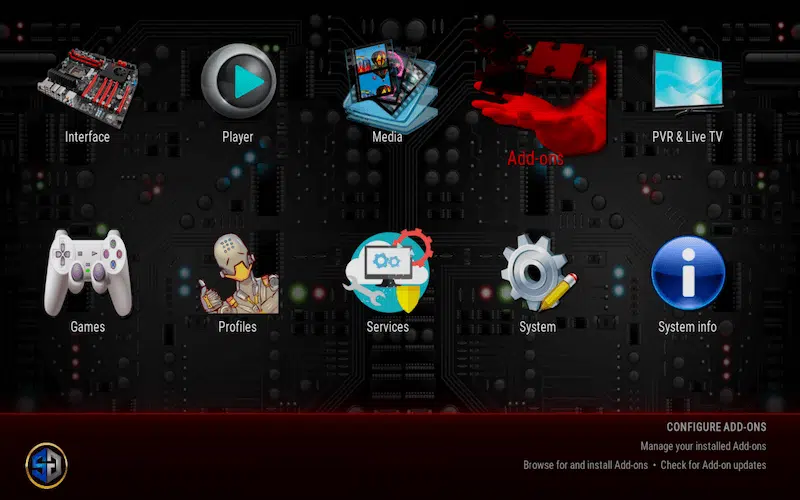 Interface
Player
Media
Add-ons
PVR & Live TV
Games
Profiles
Services
System
System info
CONFIGURE ADD-ONS
Manage your installed Add-ons
Browse for and install Add-ons • Check for Add-on updates